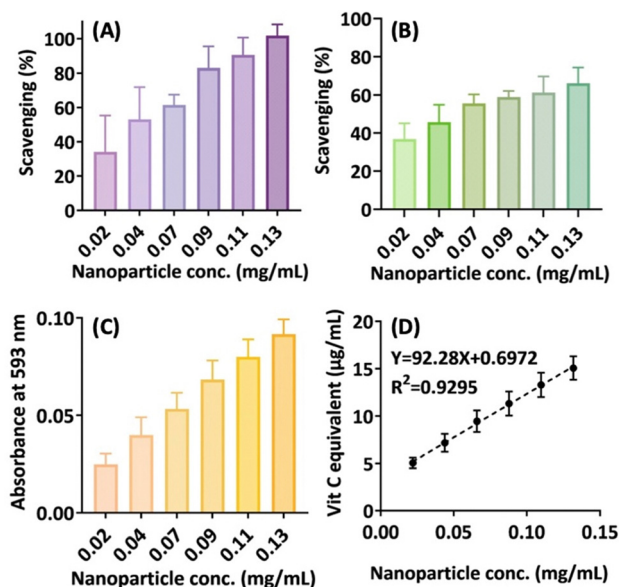 (A)
Scavenging (%)
100
80
60
40
20
0
0.02 0.04 0.07 0.09 0.11 0.13
Nanoparticle conc. (mg/mL)
(B)
Scavenging (%)
100
80
60
40
20
0
0.02 0.04 0.07 0.09 0.11 0.13
Nanoparticle conc. (mg/mL)
(C)
Absorbance at 593 nm
0.10
0.05
0.00
0.02 0.04 0.07 0.09 0.11 0.13
Nanoparticle conc. (mg/mL)
(D)
Vit C equivalent (µg/mL)
Y=92.28X+0.6972
R²=0.9295
20
15
10
5
0
0.00 0.05 0.10 0.15
Nanoparticle conc. (mg/mL)